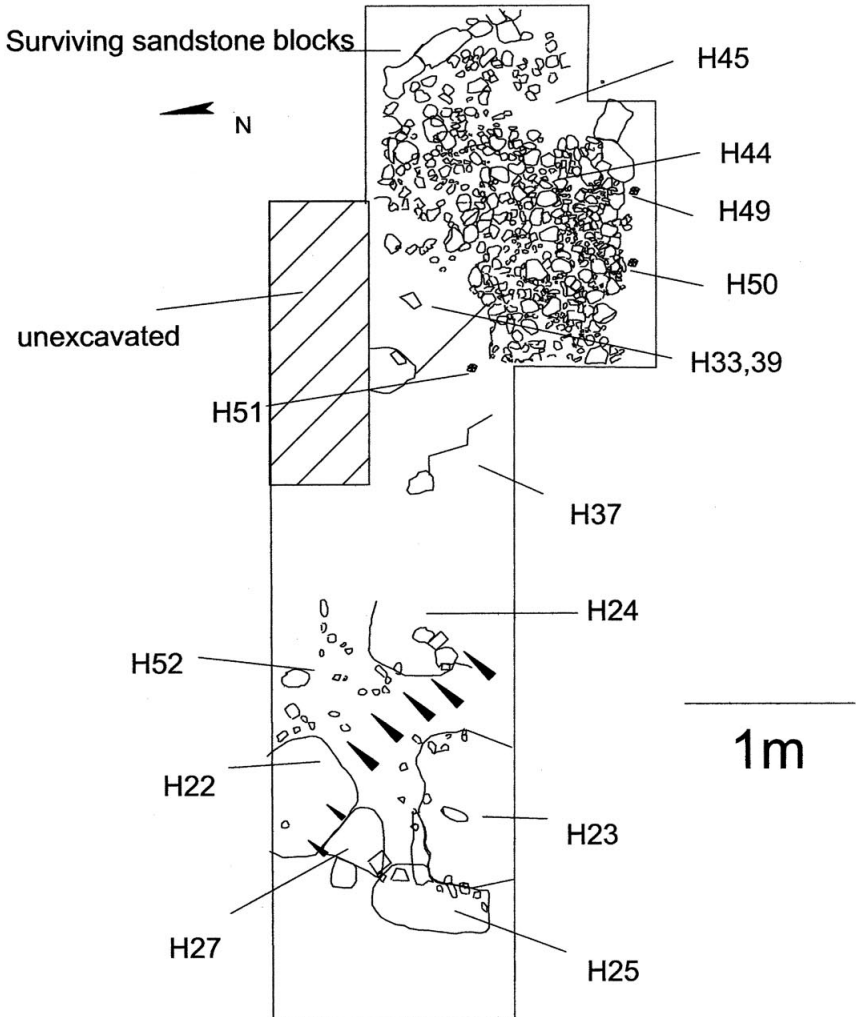 Surviving sandstone blocks
H45
N
H44
H49
H50
unexcavated
H33,39
H51
H37
H24
H52
1m
H22
H23
H27
H25